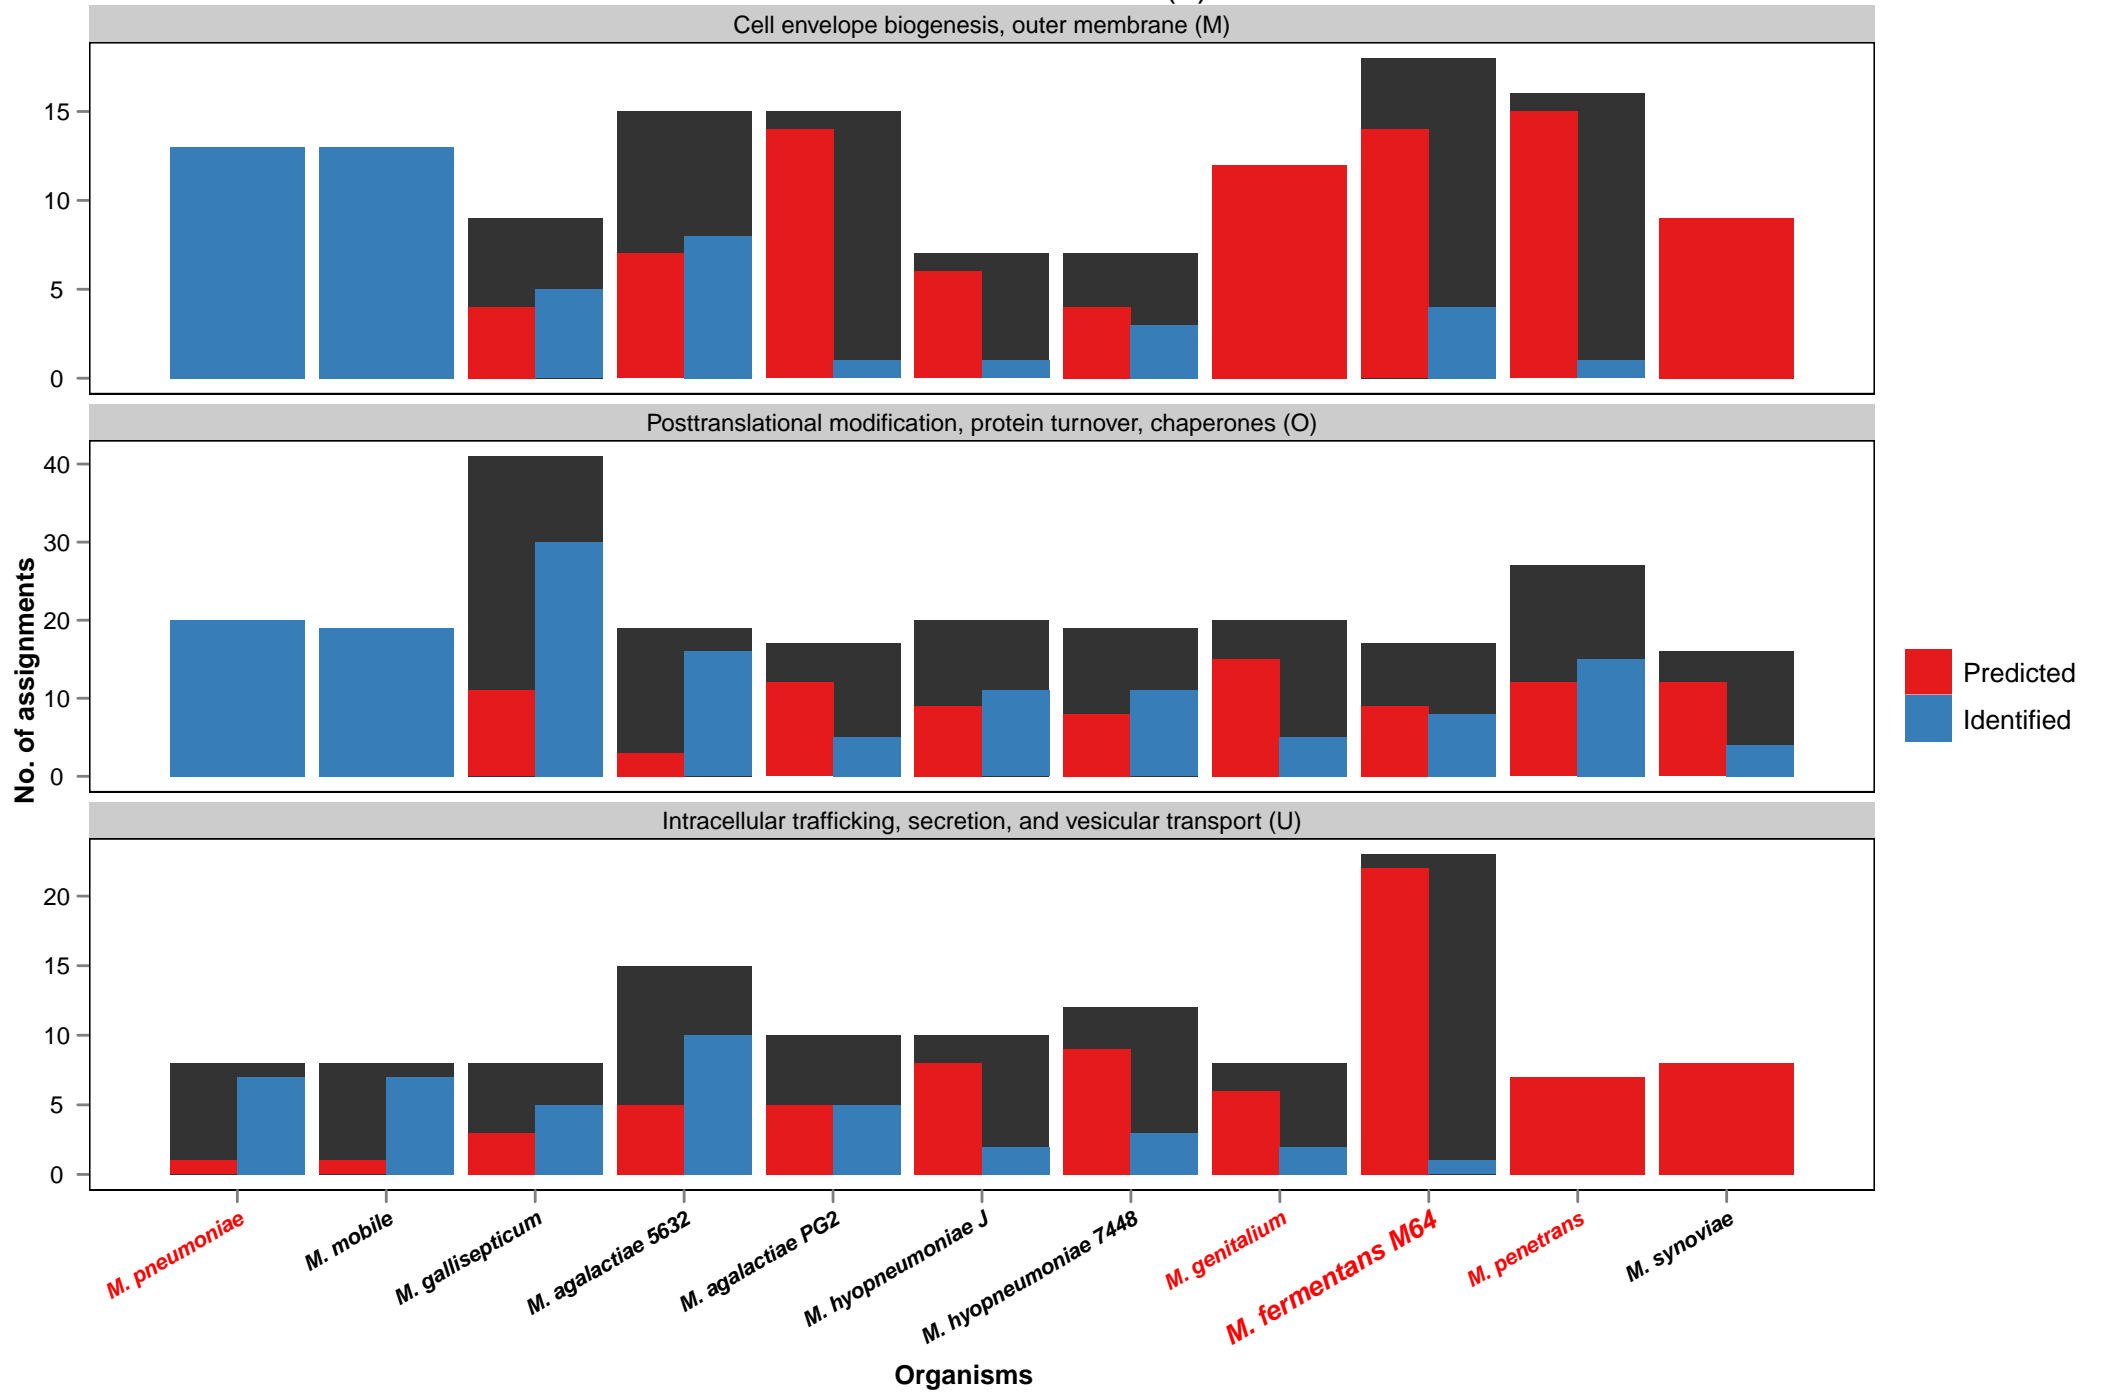 Cell envelope biogenesis, outer membrane (M)
15
10
5
0
Posttranslational modification, protein turnover, chaperones (O)
40
30
20
10
0
Intracellular trafficking, secretion, and vesicular transport (U)
20
15
10
5
0
No. of assignments
M. pneumoniae
M. mobile
M. gallisepticum
M. agalactiae 5632
M. agalactiae PG2
M. hyopneumoniae J
M. hyopneumoniae 7448
M. genitalium
M. fermentans M64
M. penetrans
M. synoviae
Organisms
Predicted
Identified